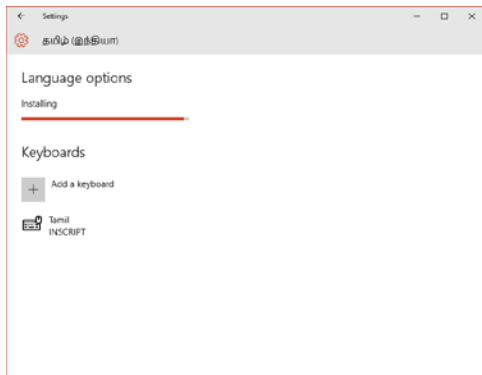 Settings
தமிழ் (இந்தியா)
Language options
Installing
Keyboards
Add a keyboard
Tamil
INSCRIPT